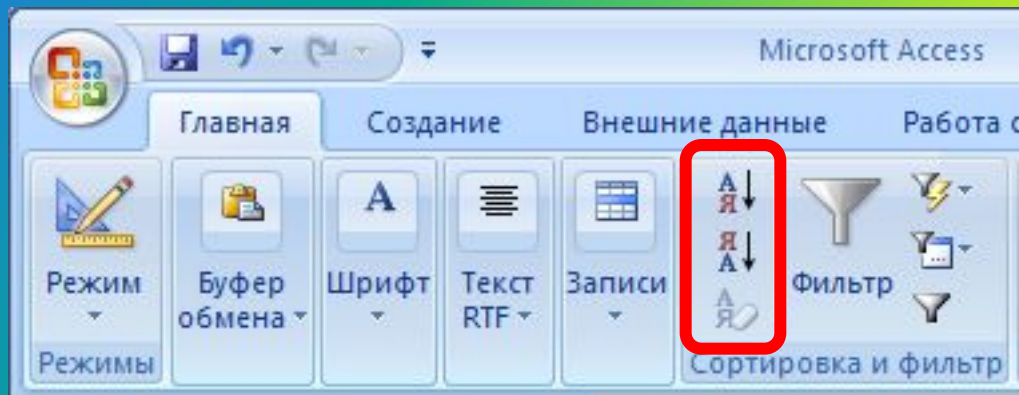 Microsoft Access
Главная Создание Внешние данные Работа с
А
Я
Я
А
А
Я
А
Режим Буфер обмена Шрифт Текст RTF Записи Фильтр
Режимы Сортировка и фильтр